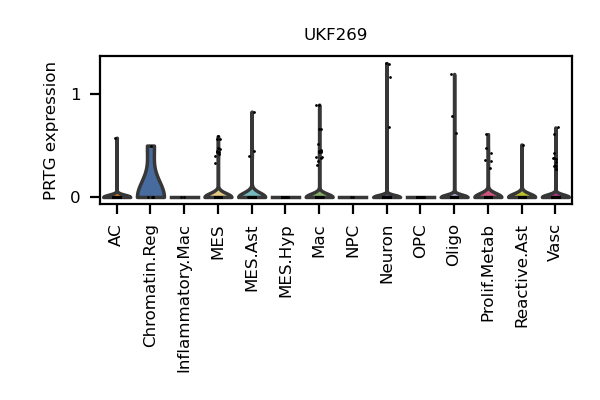 UKF269
PRTG expression
1
0
AC
Chromatin.Reg
Inflammatory.Mac
MES
MES.Ast
MES.Hyp
Mac
NPC
Neuron
OPC
Oligo
Prolif.Metab
Reactive.Ast
Vasc